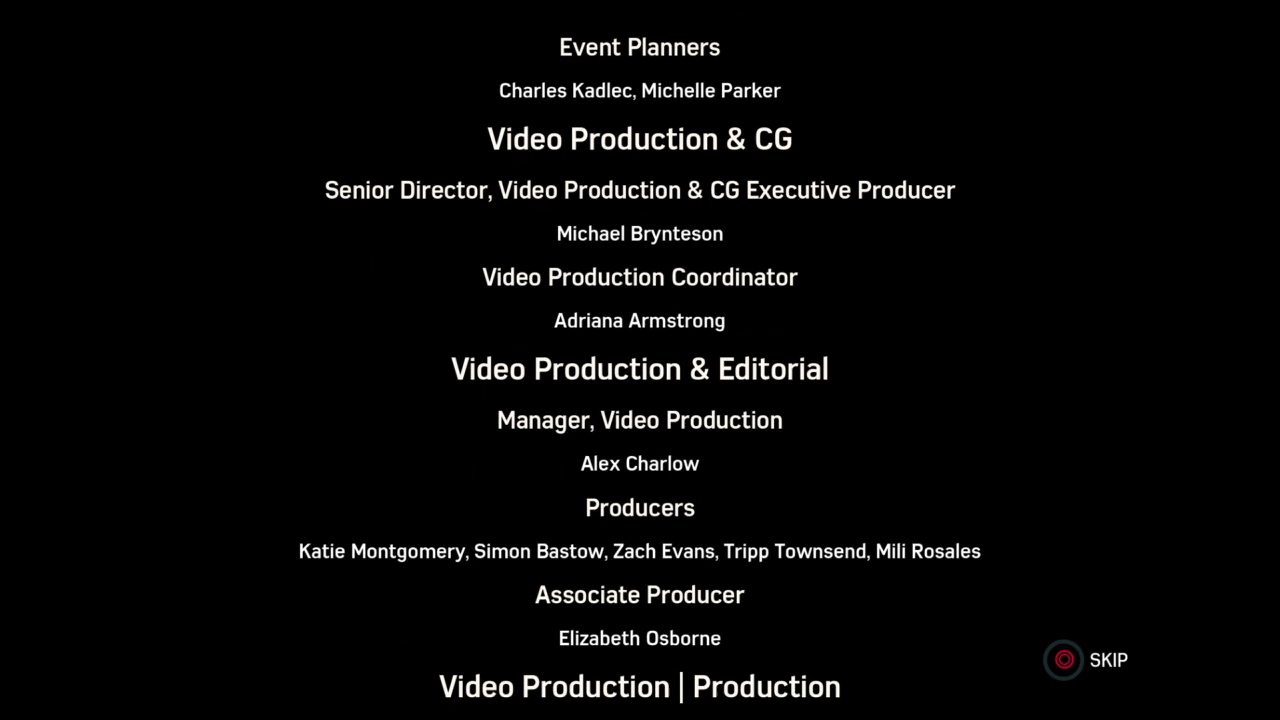 Event Planners
Charles Kadlec, Michelle Parker
Video Production & CG
Senior Director, Video Production & CG Executive Producer
Michael Brynteson
Video Production Coordinator
Adriana Armstrong
Video Production & Editorial
Manager, Video Production
Alex Charlow
Producers
Katie Montgomery, Simon Bastow, Zach Evans, Tripp Townsend, Mili Rosales
Associate Producer
Elizabeth Osborne
SKIP
Video Production | Production